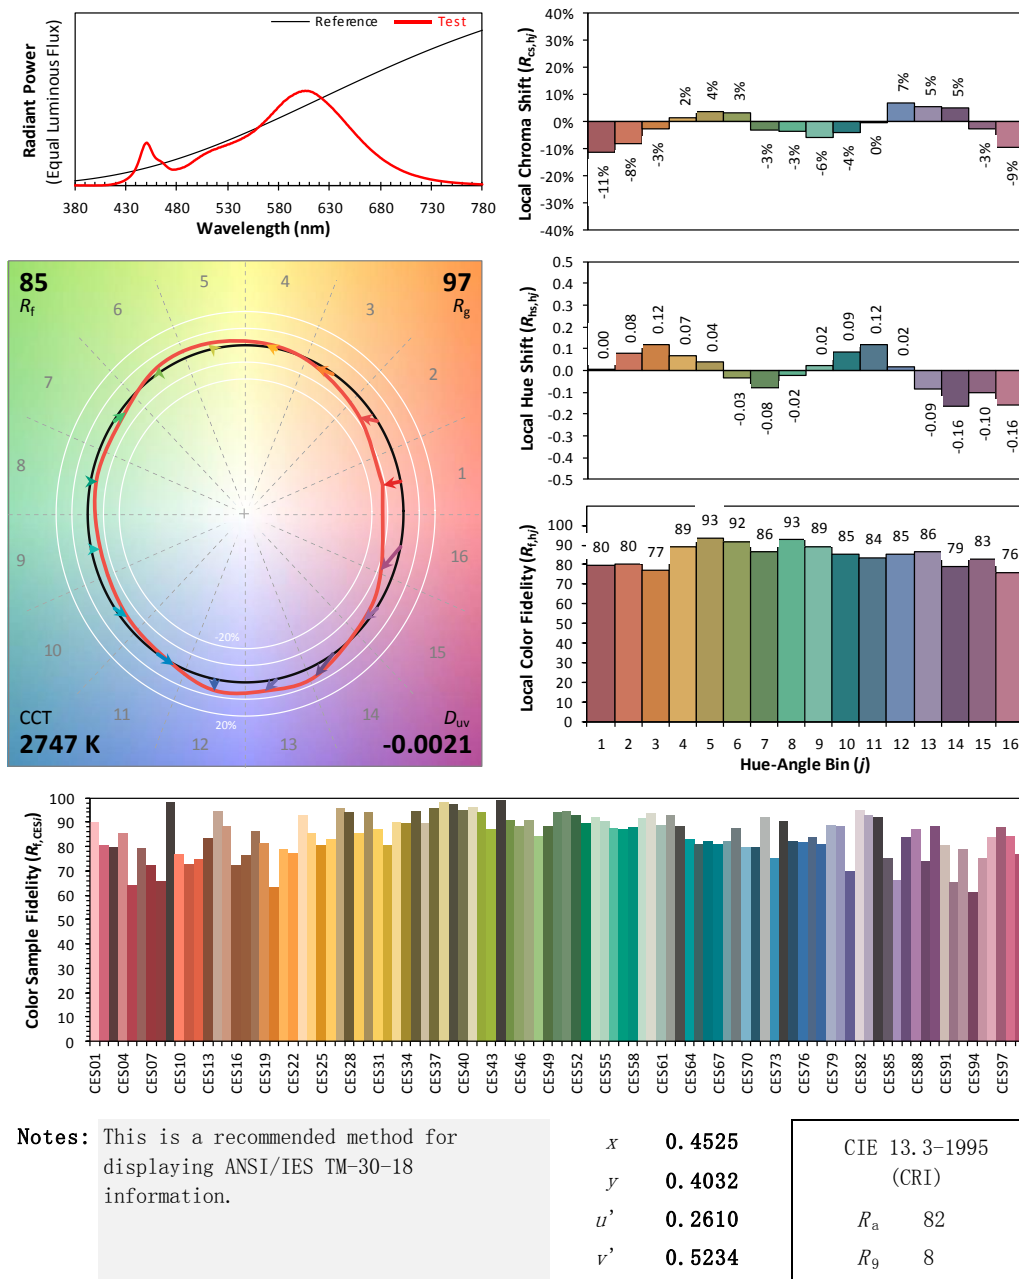 Reference
Test
Radiant Power
(Equal Luminous Flux)
380 430 480 530 580 630 680 730 780
Wavelength (nm)
Local Chroma Shift (Rcs,hj)
40%
30%
20%
10%
0%
-10%
-20%
-30%
-40%
-11% -8% -3% 2% 4% 3% -3% -3% -6% -4% 0% 7% 5% 5% -3% -9%
85
Rf
97
Rg
1
2
3
4
5
6
7
8
9
10
11
12
13
14
15
16
-20%
20%
CCT
2747 K
Duv
-0.0021
Local Hue Shift (Rhs,hj)
0.5
0.4
0.3
0.2
0.1
0.0
-0.1
-0.2
-0.3
-0.4
-0.5
0.00 0.08 0.12 0.07 0.04 -0.03 -0.08 -0.02 0.02 0.09 0.12 0.02 -0.09 -0.16 -0.10 -0.16
Local Color Fidelity (Rf,hj)
100
90
80
70
60
50
40
30
20
10
0
80 80 77 89 93 92 86 93 89 85 84 85 86 79 83 76
1 2 3 4 5 6 7 8 9 10 11 12 13 14 15 16
Hue-Angle Bin (j)
Color Sample Fidelity (Rf,CESi)
100
90
80
70
60
50
40
30
20
10
0
CES01 CES04 CES07 CES10 CES13 CES16 CES19 CES22 CES25 CES28 CES31 CES34 CES37 CES40 CES43 CES46 CES49 CES52 CES55 CES58 CES61 CES64 CES67 CES70 CES73 CES76 CES79 CES82 CES85 CES88 CES91 CES94 CES97
Notes: This is a recommended method for
displaying ANSI/IES TM-30-18
information.
x 0.4525
y 0.4032
u' 0.2610
v' 0.5234
CIE 13.3-1995
(CRI)
Ra 82
R9 8